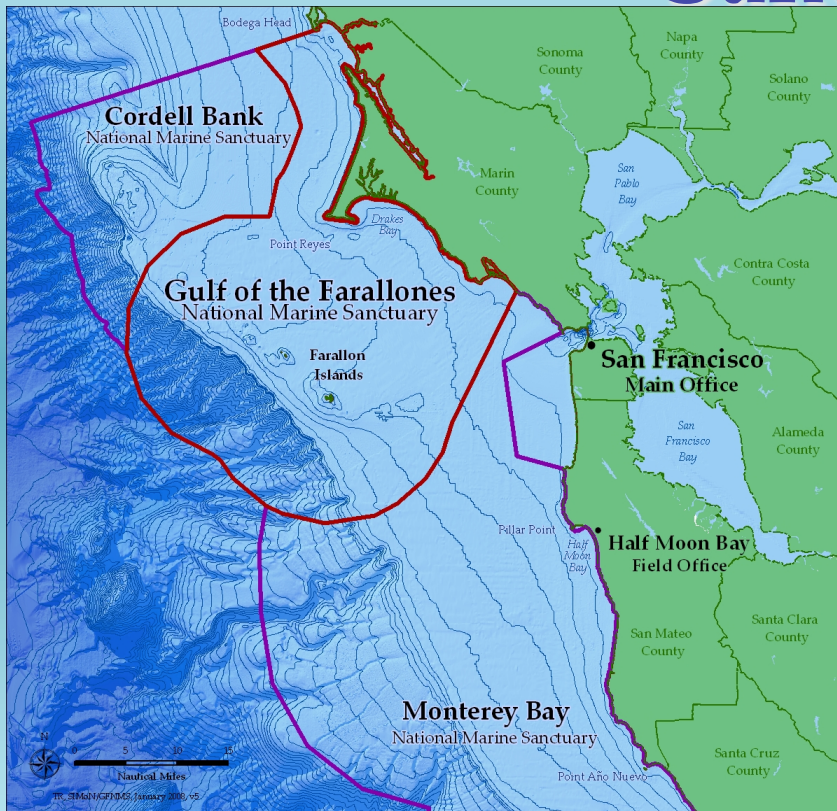 Bodega Head
Sonoma
County
Napa
County
Solano
County
Cordell Bank
National Marine Sanctuary
Marin
County
San
Pablo
Bay
Drakes
Bay
Point Reyes
Contra Costa
County
Gulf of the Farallones
National Marine Sanctuary
Farallon
Islands
San Francisco
Main Office
San
Francisco
Bay
Alameda
County
Pillar Point
Half
Moon
Bay
Half Moon Bay
Field Office
San Mateo
County
Santa Clara
County
Monterey Bay
National Marine Sanctuary
Santa Cruz
County
Point Año Nuevo
N
0 5 10 15
Nautical Miles